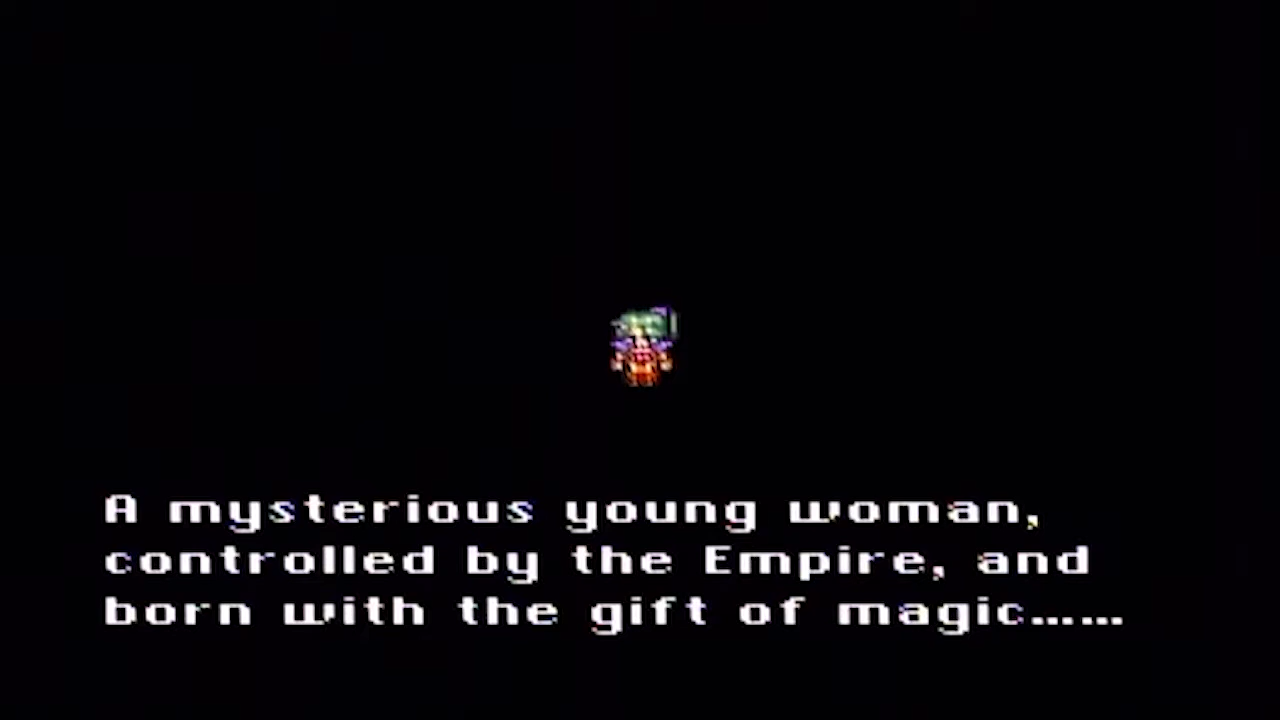 A mysterious young woman,
controlled by the Empire, and
born with the gift of magic……